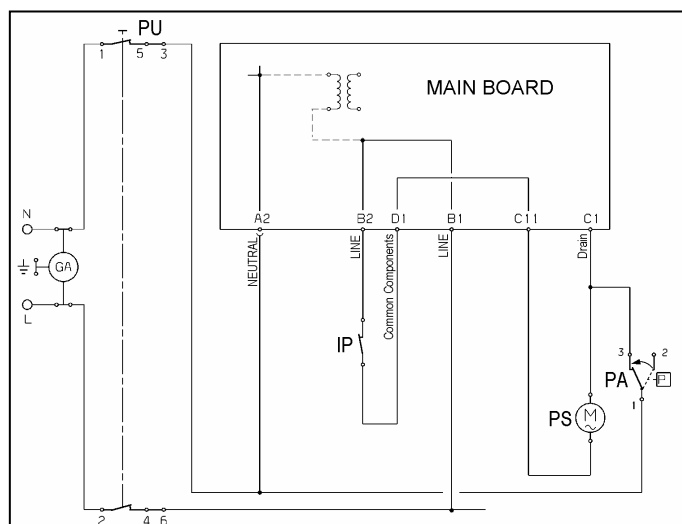 PU
1 5 3
MAIN BOARD
A2 B2 D1 B1 C11 C1
N
GA
L
NEUTRAL
LINE
Common Components
LINE
Drain
IP
3 2
PA P
1
PS M
2 4 6